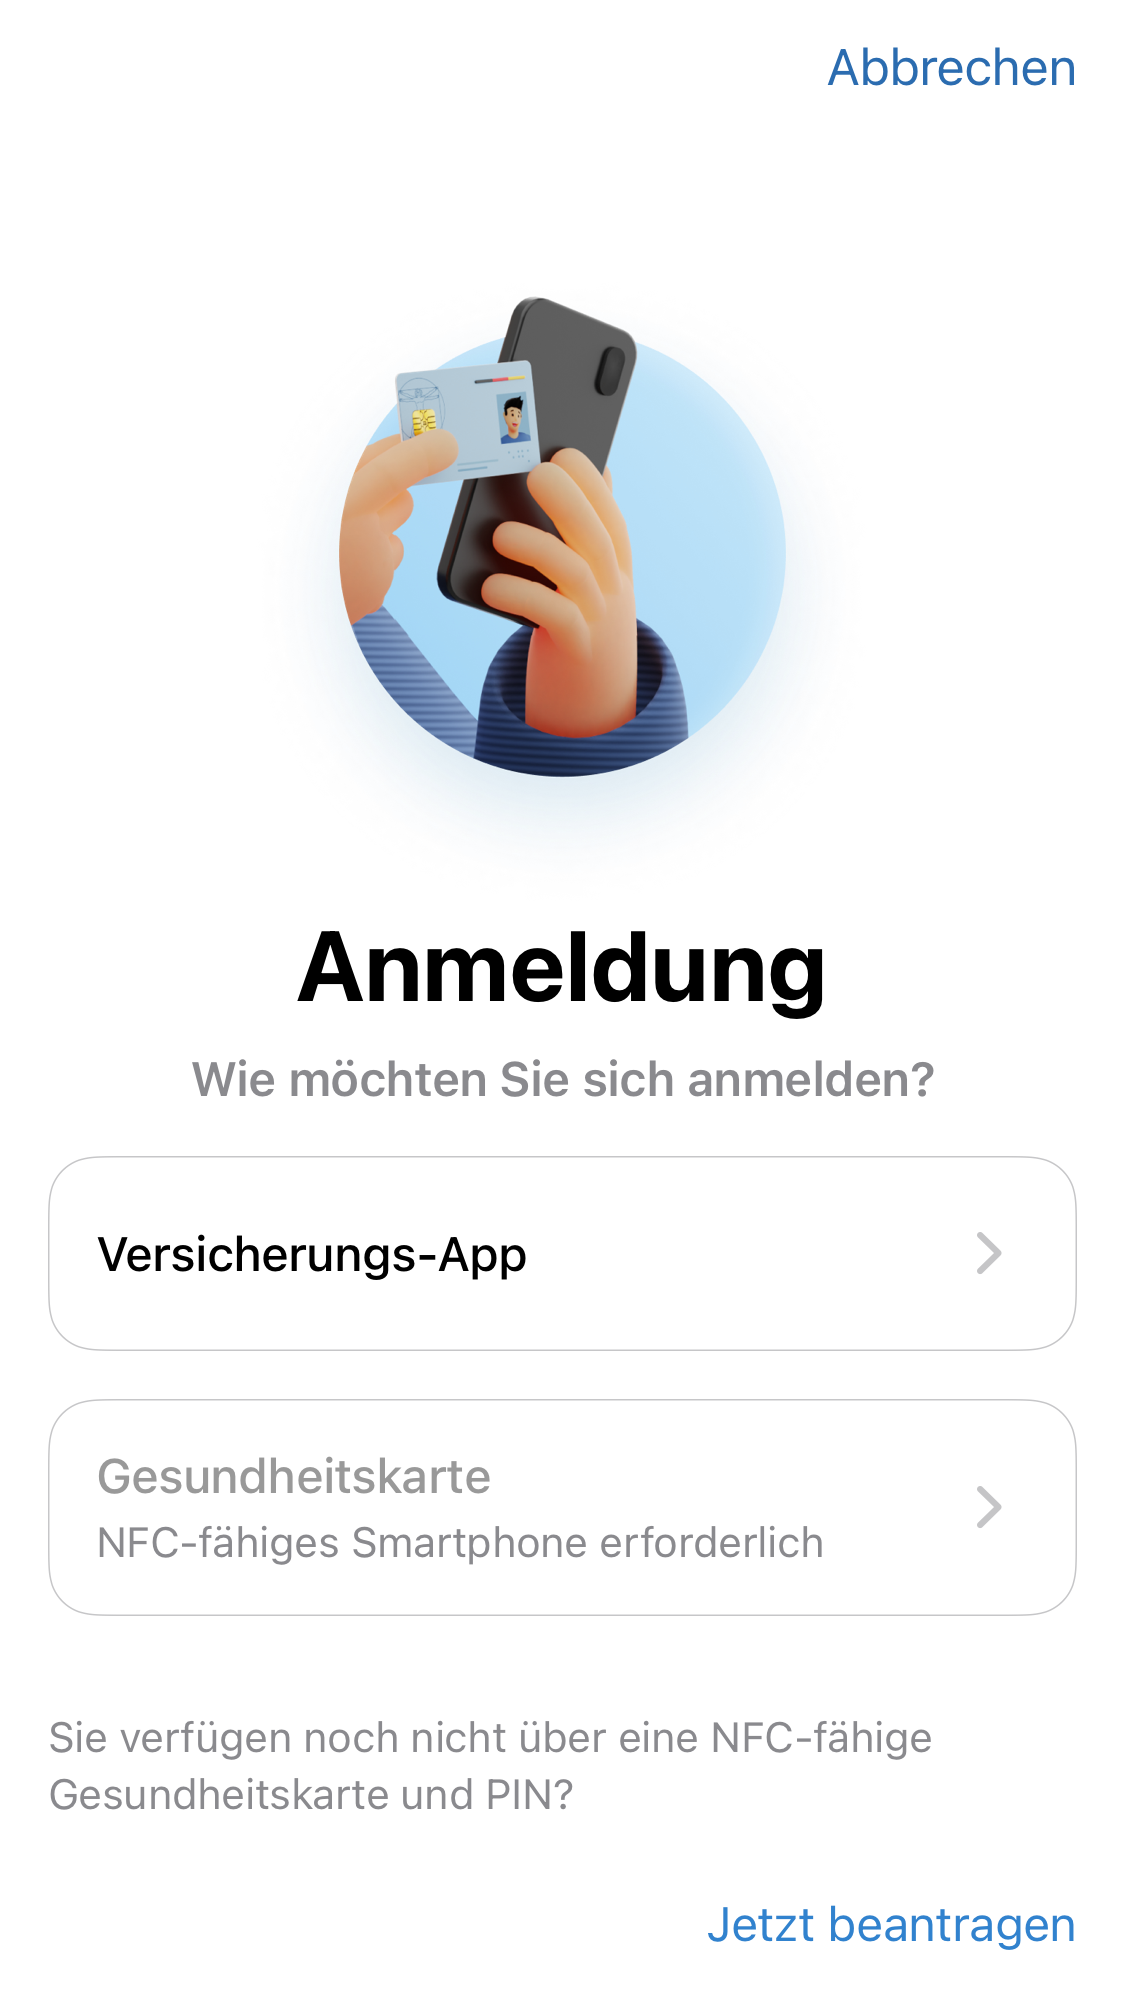 Abbrechen
Anmeldung
Wie möchten Sie sich anmelden?
Versicherungs-App
Gesundheitskarte
NFC-fähiges Smartphone erforderlich
Sie verfügen noch nicht über eine NFC-fähige
Gesundheitskarte und PIN?
Jetzt beantragen